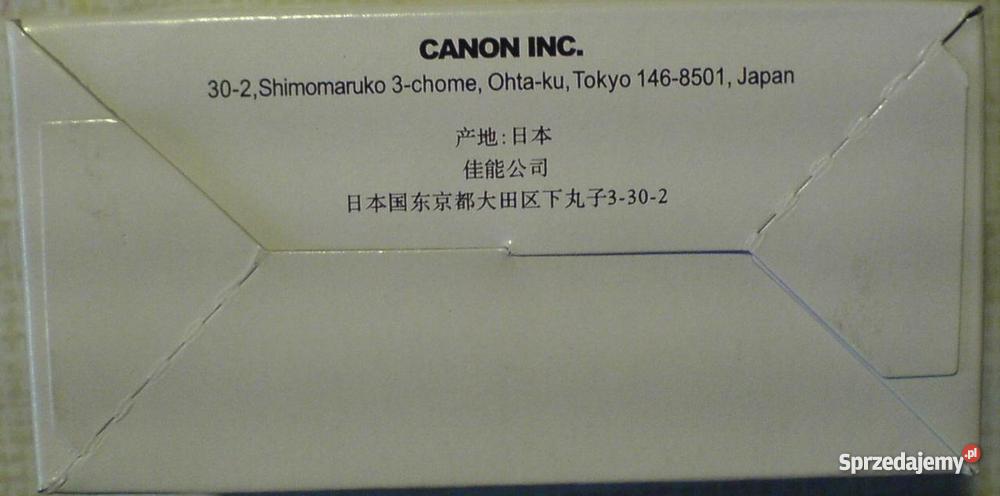 CANON INC.
30-2,Shimomaruko 3-chome, Ohta-ku, Tokyo 146-8501, Japan
产地:日本
佳能公司
日本国东京都大田区下丸子3-30-2
Sprzedajemy.pl